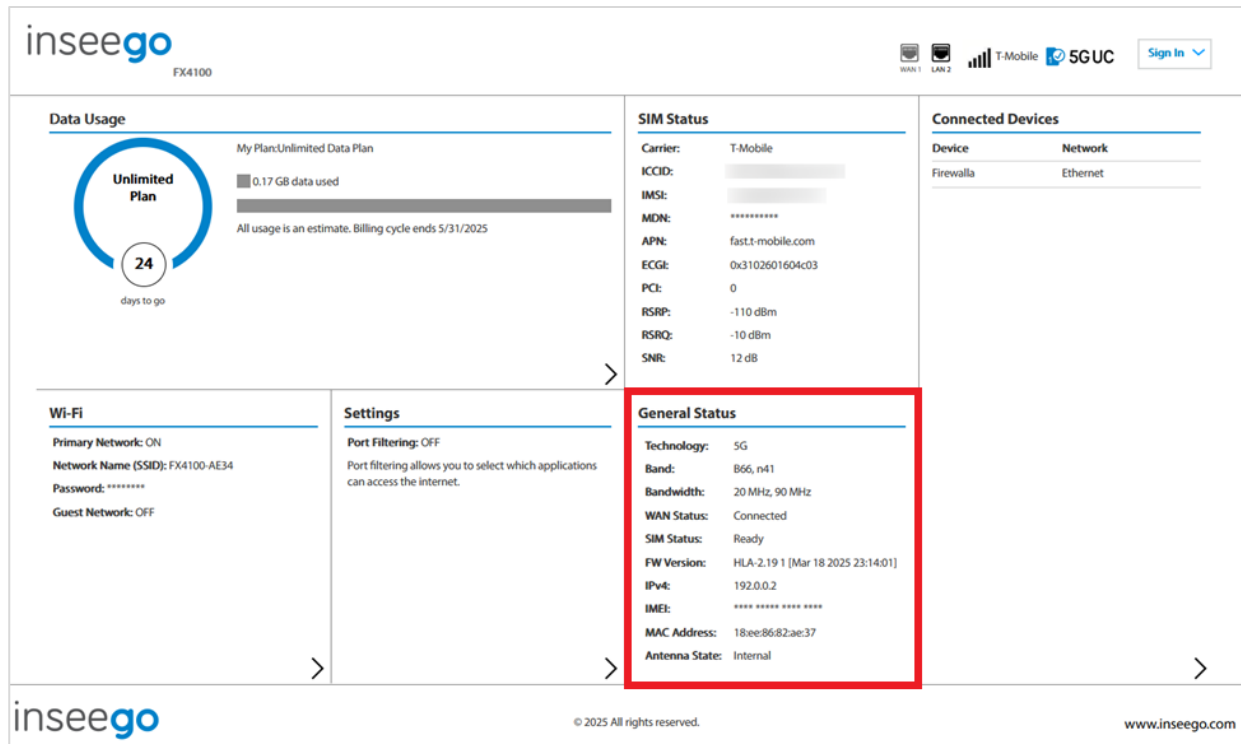 inseego
FX4100
WAN 1
LAN 2
T-Mobile
5G UC
Sign In
Data Usage
Unlimited
Plan
24
days to go
My Plan:Unlimited Data Plan
0.17 GB data used
All usage is an estimate. Billing cycle ends 5/31/2025
SIM Status
Carrier: T-Mobile
ICCID:
IMSI:
MDN: **********
APN: fast.t-mobile.com
ECGI: 0x3102601604c03
PCI: 0
RSRP: -110 dBm
RSRQ: -10 dBm
SNR: 12 dB
Connected Devices
Device Network
Firewalla Ethernet
Wi-Fi
Primary Network: ON
Network Name (SSID): FX4100-AE34
Password: ********
Guest Network: OFF
Settings
Port Filtering: OFF
Port filtering allows you to select which applications
can access the internet.
General Status
Technology: 5G
Band: B66, n41
Bandwidth: 20 MHz, 90 MHz
WAN Status: Connected
SIM Status: Ready
FW Version: HLA-2.19 1 [Mar 18 2025 23:14:01]
IPv4: 192.0.0.2
IMEI: **** ***** **** ****
MAC Address: 18:ee:86:82:ae:37
Antenna State: Internal
inseego
© 2025 All rights reserved.
www.inseego.com